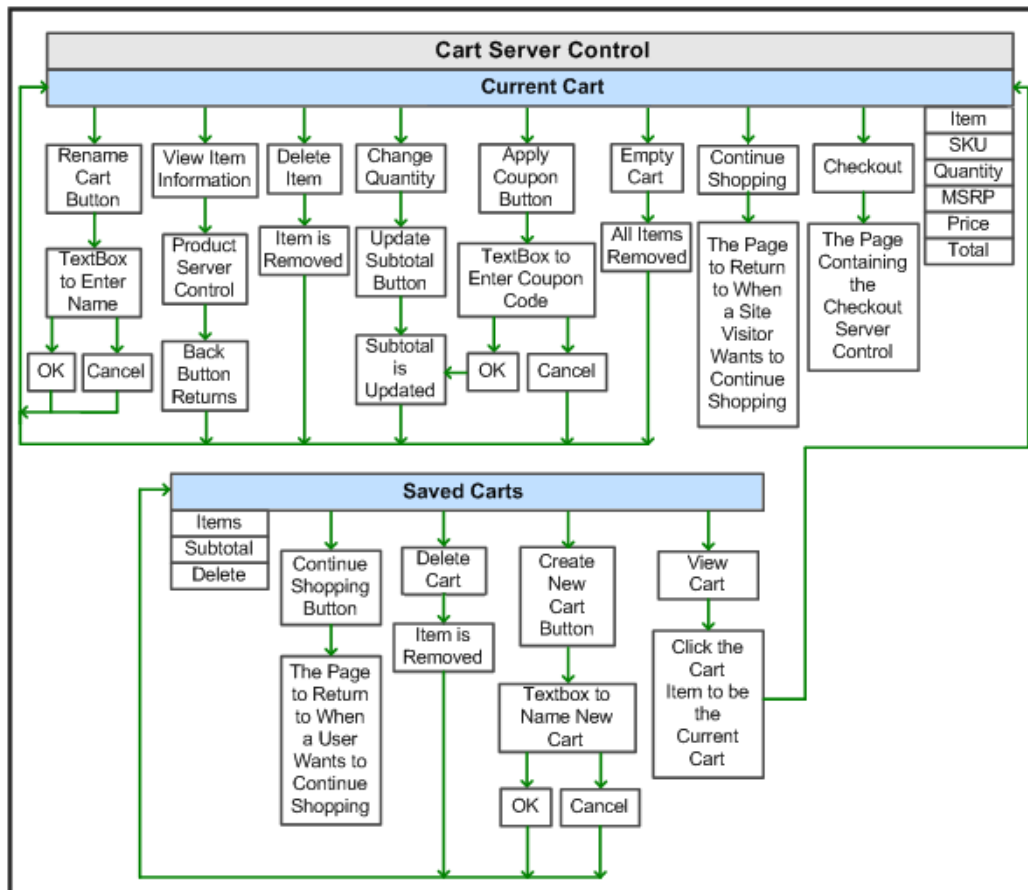 Cart Server Control
Current Cart
Rename
Cart
Button
View Item
Information
Delete
Item
Change
Quantity
Apply
Coupon
Button
Empty
Cart
Continue
Shopping
Checkout
Item
SKU
Quantity
MSRP
Price
Total
TextBox
to Enter
Name
Product
Server
Control
Item is
Removed
Update
Subtotal
Button
TextBox to
Enter Coupon
Code
All Items
Removed
The Page
to Return
to When
a Site
Visitor
Wants to
Continue
Shopping
The Page
Containing
the
Checkout
Server
Control
OK
Cancel
Back
Button
Returns
Subtotal
is
Updated
OK
Cancel
Saved Carts
Items
Subtotal
Delete
Continue
Shopping
Button
Delete
Cart
Create
New
Cart
Button
View
Cart
The Page
to Return
to When
a User
Wants to
Continue
Shopping
Item is
Removed
Textbox to
Name New
Cart
Click the
Cart
Item to be
the
Current
Cart
OK
Cancel